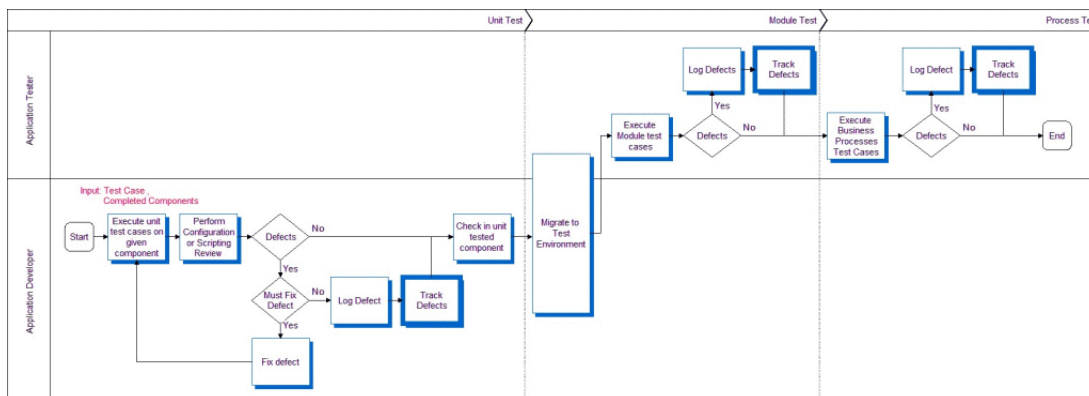 Unit Test
Module Test
Process Te
Application Tester
Log Defects
Track
Defects
Yes
Execute
Module test
cases
Defects
No
Log Defect
Track
Defects
Yes
Execute
Business
Processes
Test Cases
Defects
No
End
Application Developer
Input: Test Case ,
Completed Components
Start
Execute unit
test cases on
given
component
Perform
Configuration
or Scripting
Review
Defects
No
Check in unit
tested
component
Migrate to
Test
Environment
Yes
Must Fix
Defect
No
Log Defect
Track
Defects
Yes
Fix defect